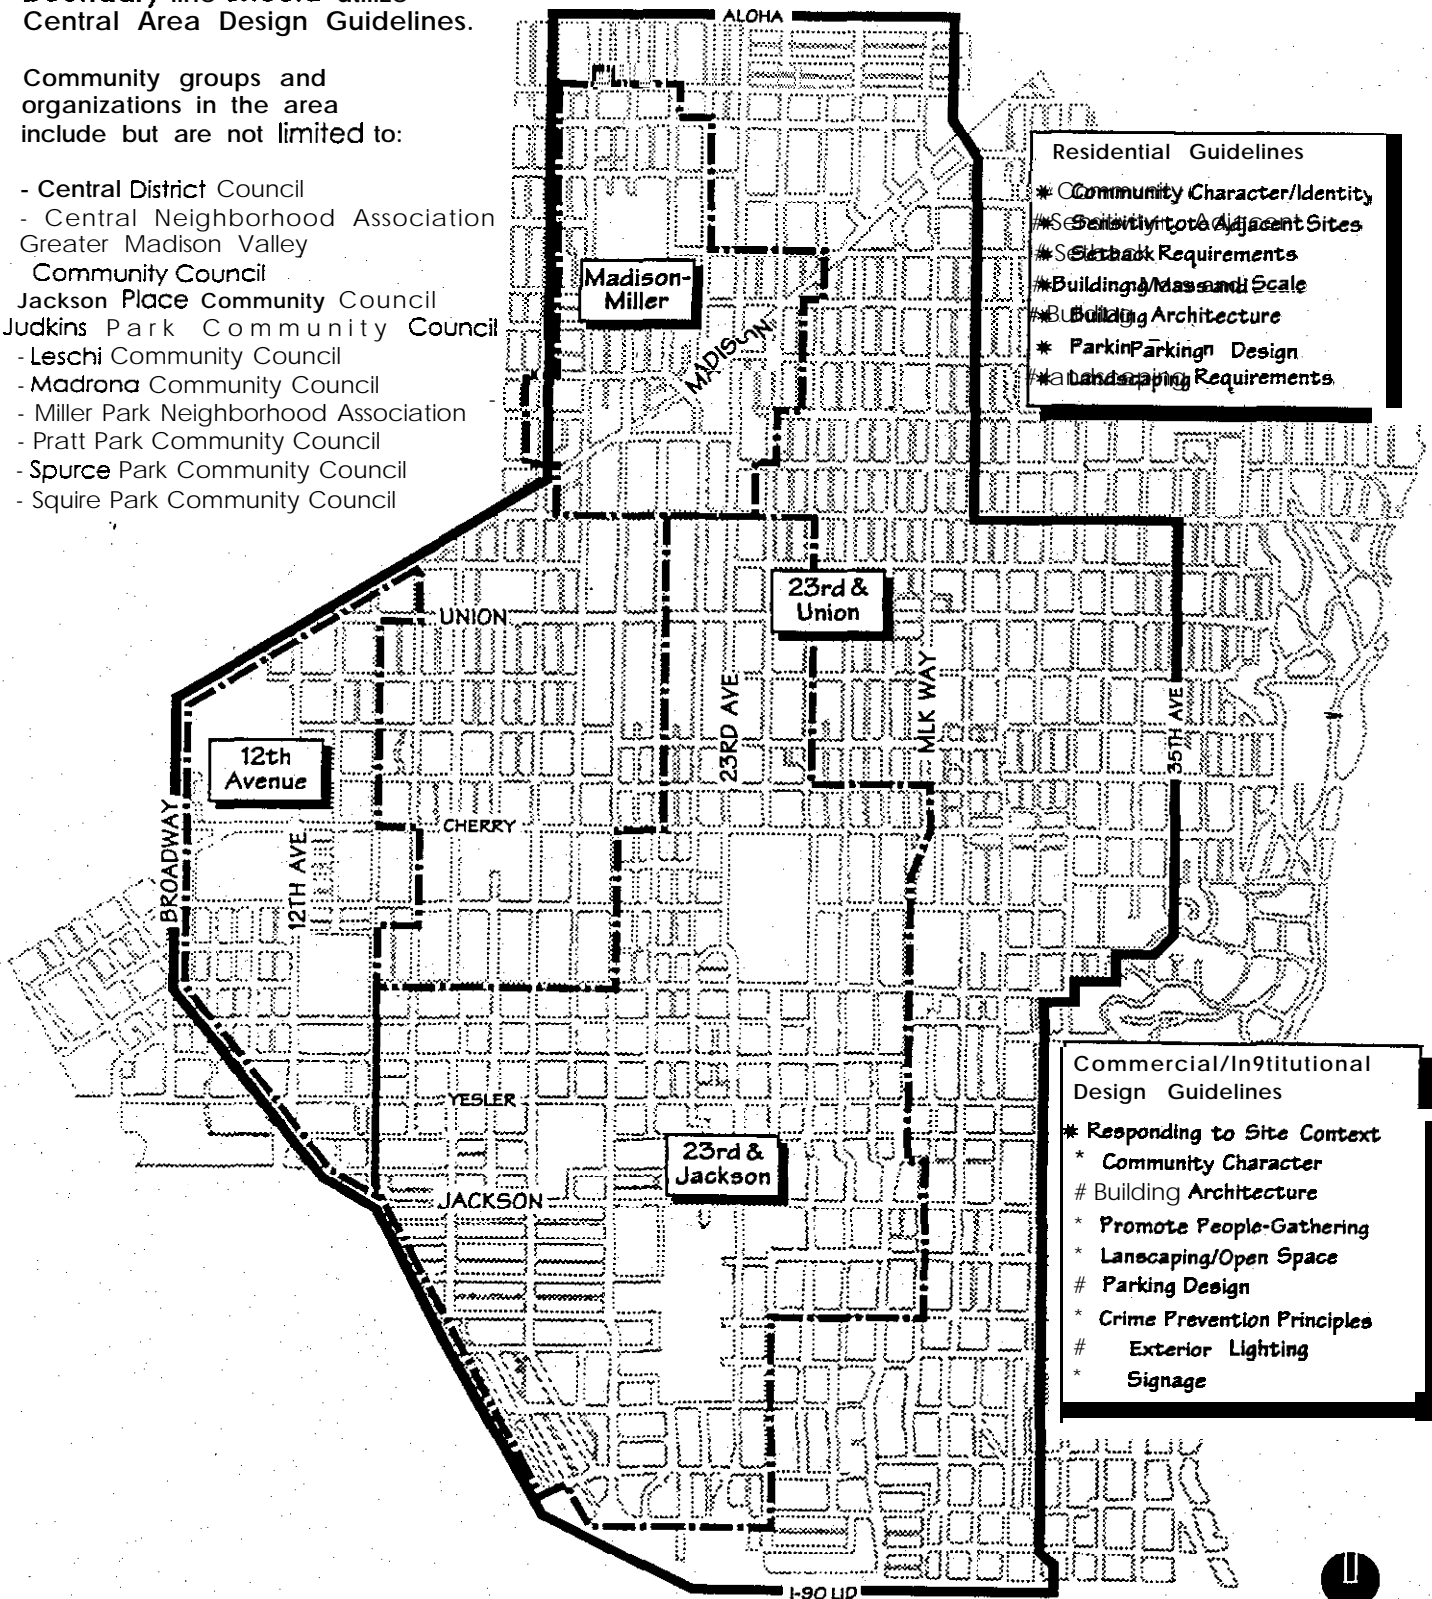 Boundary line should utilize
Central Area Design Guidelines.
Community groups and
organizations in the area
include but are not limited to:
- Central District Council
- Central Neighborhood Association
Greater Madison Valley
Community Council
Jackson Place Community Council
Judkins Park Community Council
- Leschi Community Council
- Madrona Community Council
- Miller Park Neighborhood Association
- Pratt Park Community Council
- Spurce Park Community Council
- Squire Park Community Council
ALOHA
Residential Guidelines
* Community Character/Identity
* Sensitivity to Adjacent Sites
* Setback Requirements
* Building Mass and Scale
* Building Architecture
* Parking Design
* Landscaping Requirements
Madison-
Miller
MADISON
23rd &
Union
UNION
23RD AVE
MLK WAY
35TH AVE
12th
Avenue
BROADWAY
12TH AVE
CHERRY
YESLER
23rd &
Jackson
JACKSON
Commercial/In9titutional
Design Guidelines
* Responding to Site Context
* Community Character
# Building Architecture
* Promote People-Gathering
* Lanscaping/Open Space
# Parking Design
* Crime Prevention Principles
# Exterior Lighting
* Signage
I-90 LID